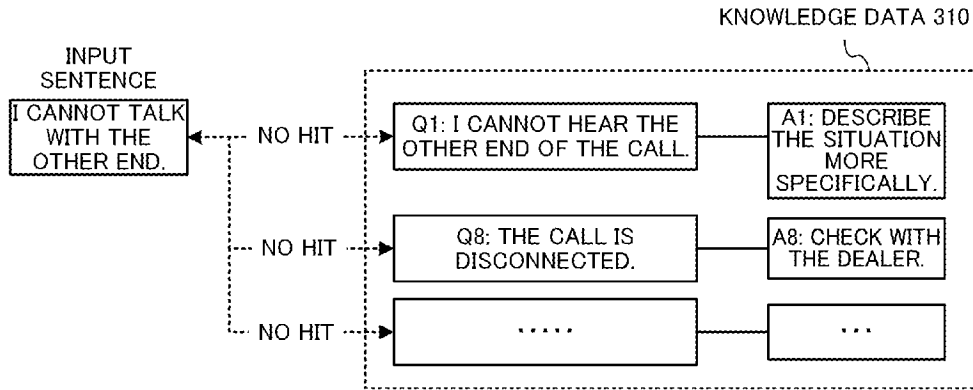 KNOWLEDGE DATA 310
INPUT
SENTENCE
I CANNOT TALK
WITH THE
OTHER END.
NO HIT
Q1: I CANNOT HEAR THE
OTHER END OF THE CALL.
A1: DESCRIBE
THE SITUATION
MORE
SPECIFICALLY.
NO HIT
Q8: THE CALL IS
DISCONNECTED.
A8: CHECK WITH
THE DEALER.
NO HIT
.....
...